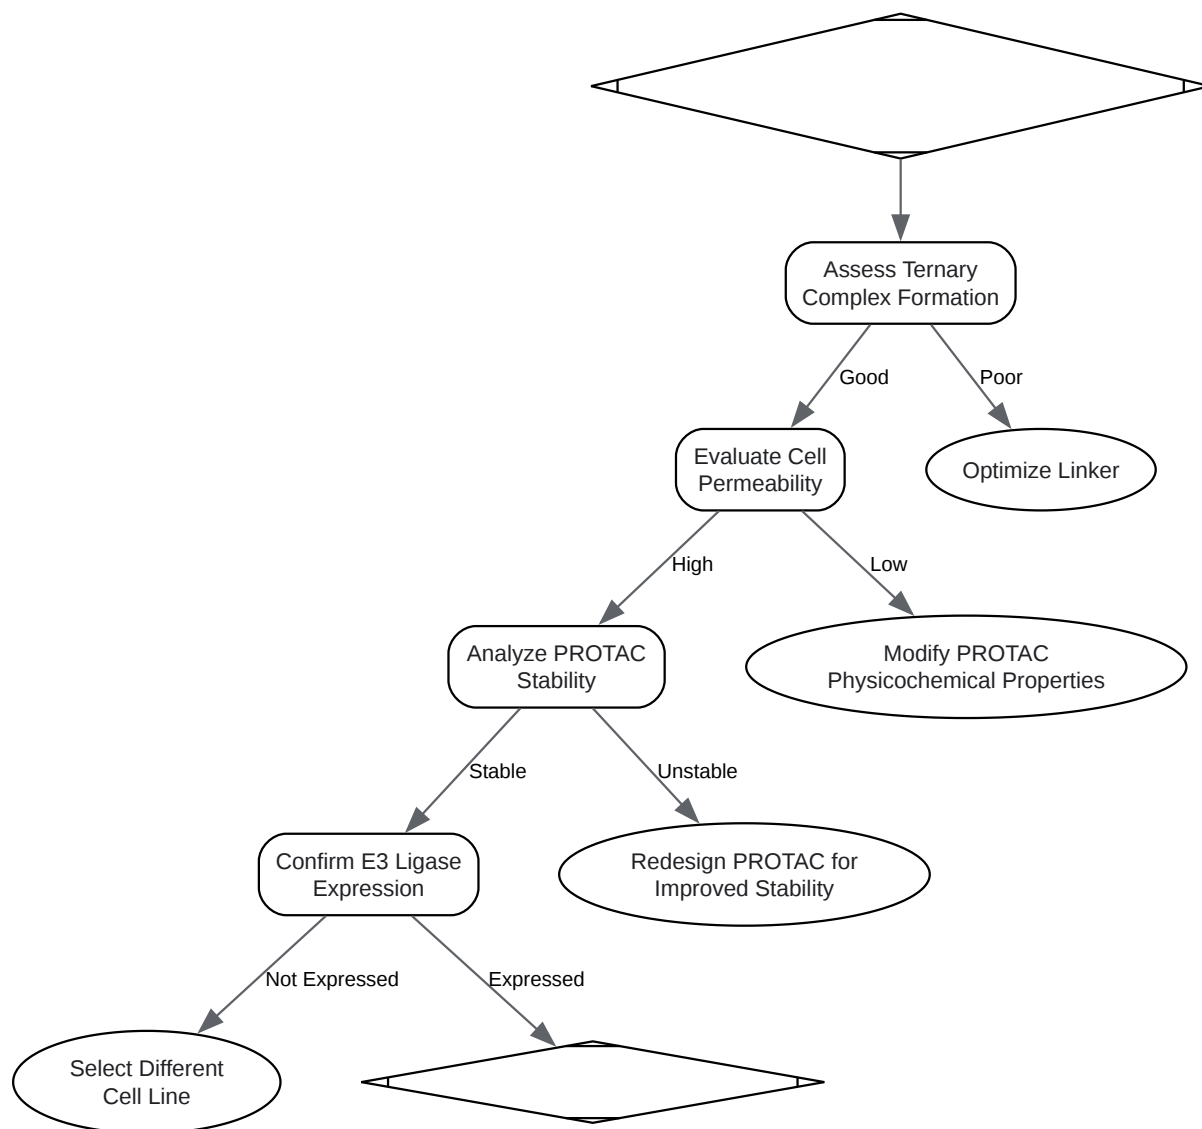 Assess Ternary
Complex Formation
Good
Poor
Evaluate Cell
Permeability
Optimize Linker
High
Low
Analyze PROTAC
Stability
Modify PROTAC
Physicochemical Properties
Stable
Unstable
Confirm E3 Ligase
Expression
Redesign PROTAC for
Improved Stability
Not Expressed
Expressed
Select Different
Cell Line